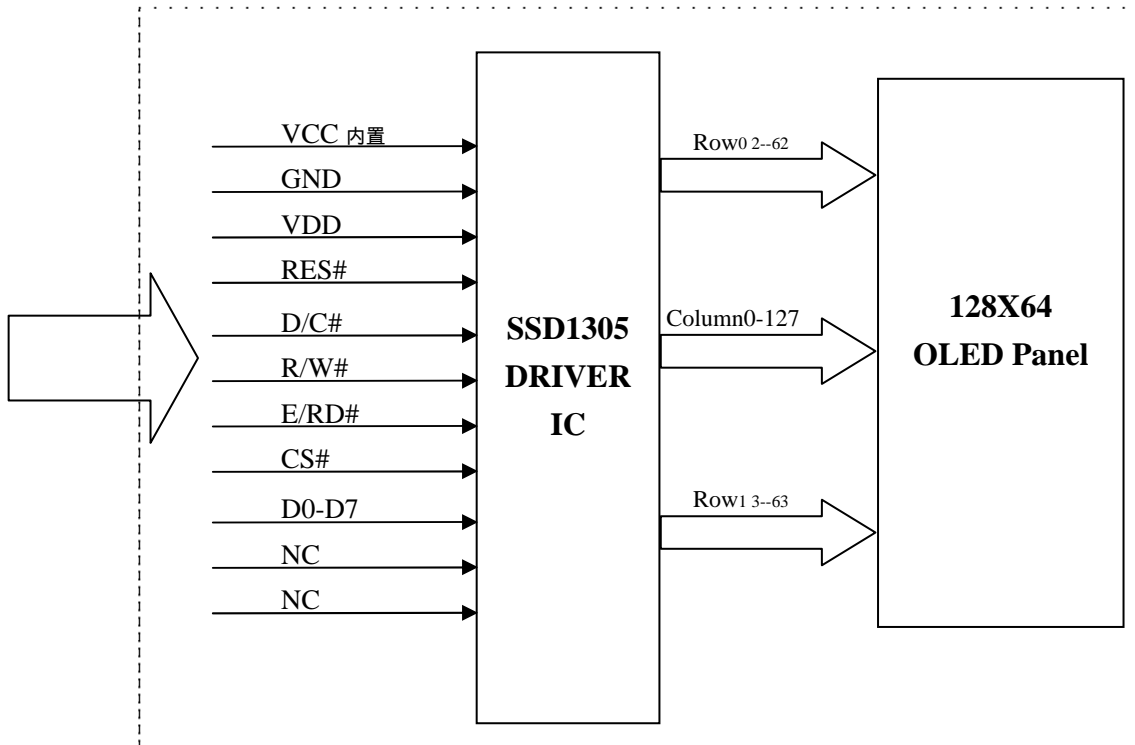 VCC 内置
GND
VDD
RES#
D/C#
R/W#
E/RD#
CS#
D0-D7
NC
NC
SSD1305
DRIVER
IC
Row0 2--62
Column0-127
Row1 3--63
128X64
OLED Panel